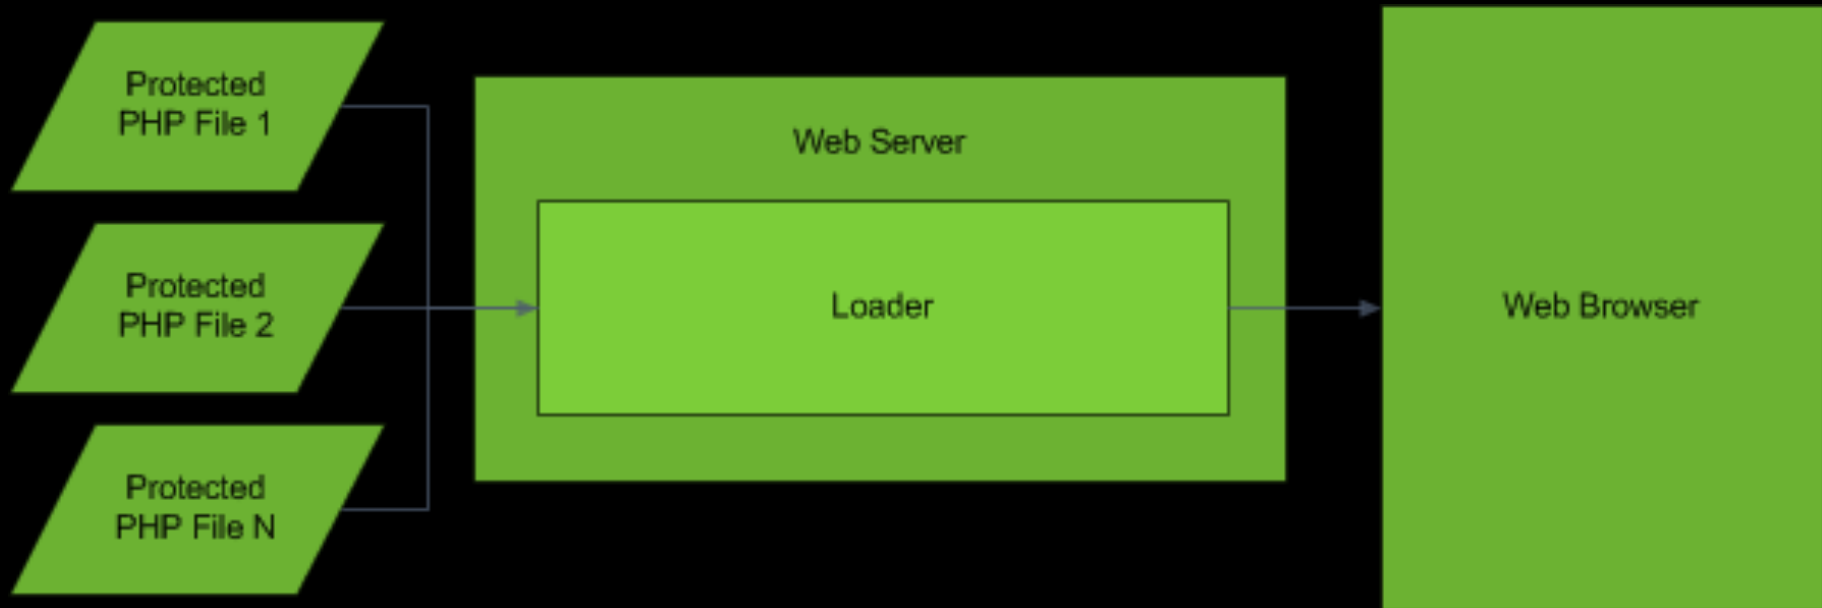 Protected
PHP File 1
Protected
PHP File 2
Protected
PHP File N
Web Server
Loader
Web Browser